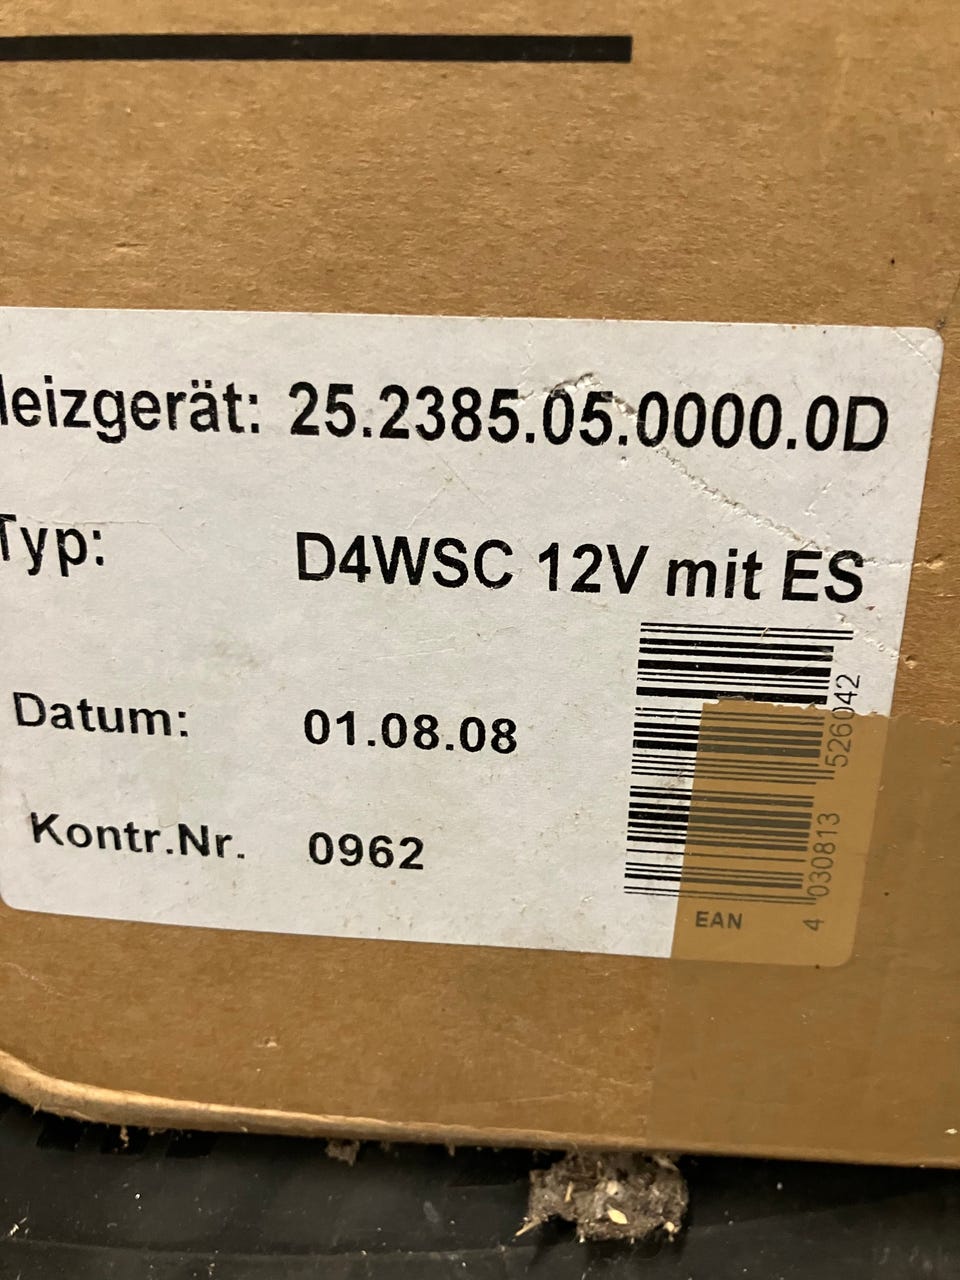 leizgerät: 25.2385.05.0000.0D
Typ: D4WSC 12V mit ES
Datum: 01.08.08
Kontr.Nr. 0962
EAN
4 030813 526042